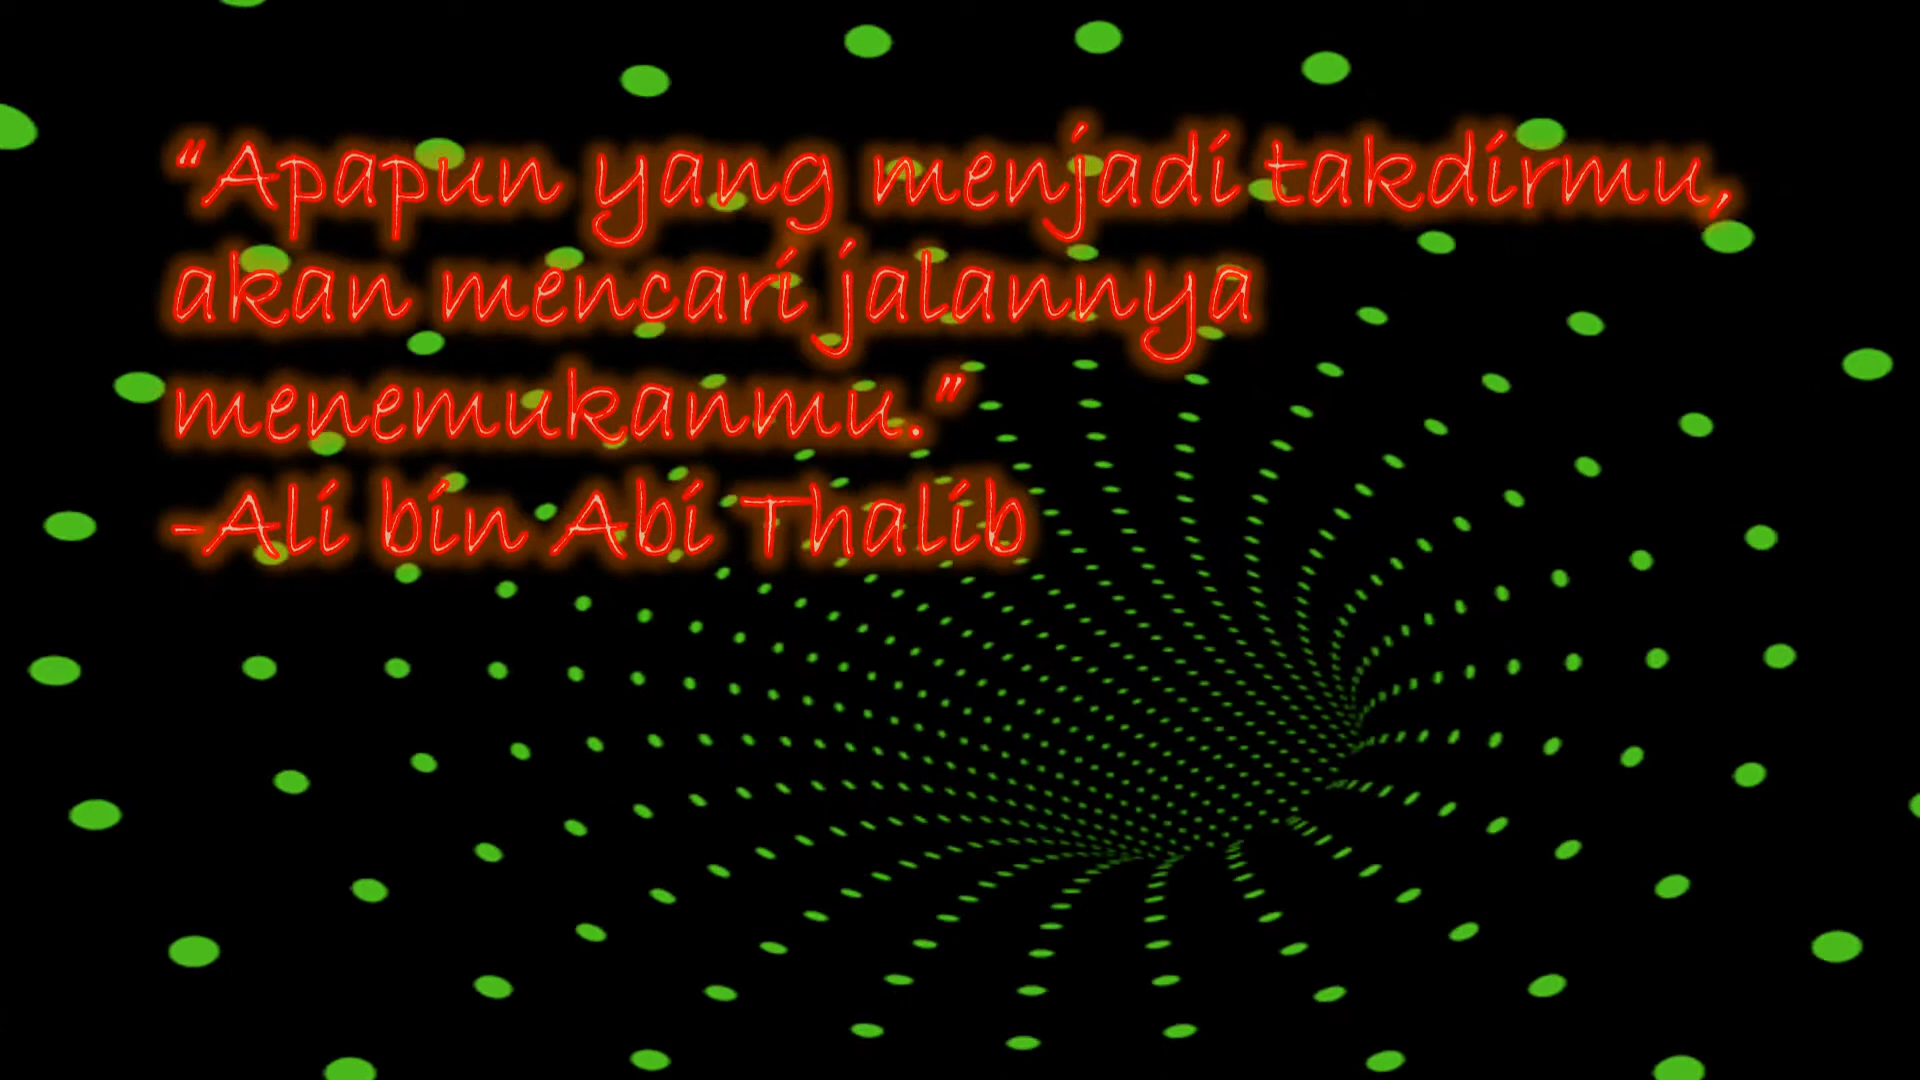 “Apapun yang menjadi takdirmu,
akan mencari jalannya
menemukanmu.”
-Ali bin Abi Thalib